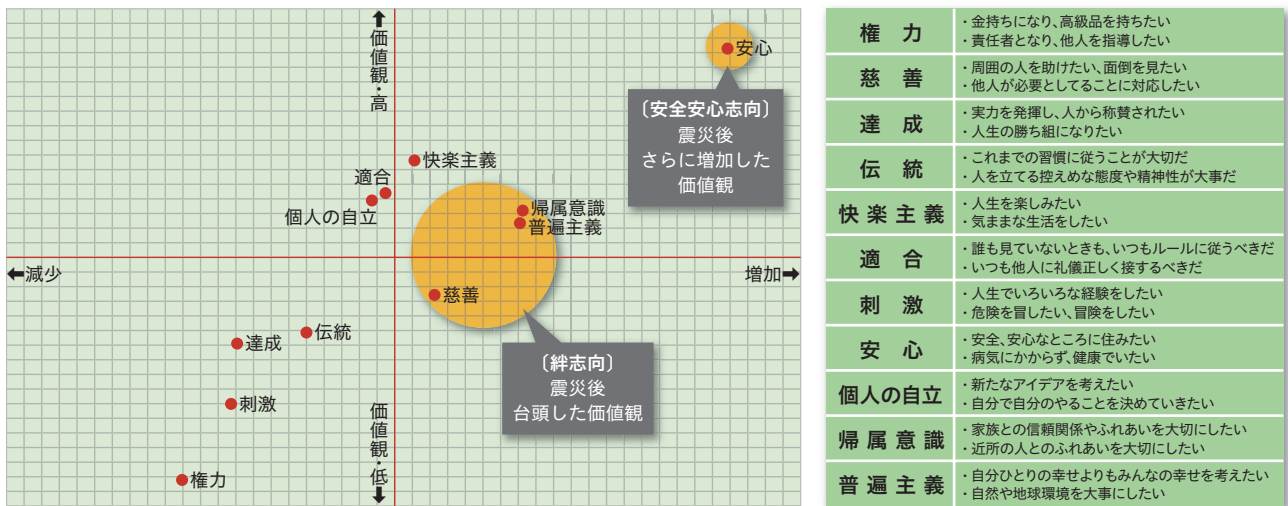 ↑価値観・高
安心
〔安全安心志向〕
震災後
さらに増加した
価値観
快楽主義
適合
個人の自立
帰属意識
普遍主義
←減少
増加→
慈善
伝統
達成
〔絆志向〕
震災後
台頭した価値観
刺激
権力
価値観・低↓
権力
・金持ちになり、高級品を持ちたい
・責任者となり、他人を指導したい
慈善
・周囲の人を助けたい、面倒を見たい
・他人が必要としてることに対応したい
達成
・実力を発揮し、人から称賛されたい
・人生の勝ち組になりたい
伝統
・これまでの習慣に従うことが大切だ
・人を立てる控えめな態度や精神性が大事だ
快楽主義
・人生を楽しみたい
・気ままな生活をしたい
適合
・誰も見ていないときも、いつもルールに従うべきだ
・いつも他人に礼儀正しく接するべきだ
刺激
・人生でいろいろな経験をしたい
・危険を冒したい、冒険をしたい
安心
・安全、安心なところに住みたい
・病気にかからず、健康でいたい
個人の自立
・新たなアイデアを考えたい
・自分で自分のやることを決めていきたい
帰属意識
・家族との信頼関係やふれあいを大切にしたい
・近所の人とのふれあいを大切にしたい
普遍主義
・自分ひとりの幸せよりもみんなの幸せを考えたい
・自然や地球環境を大事にしたい